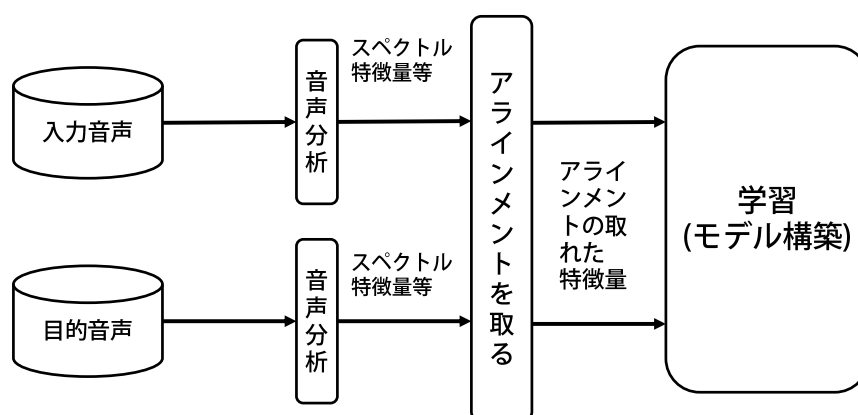 入力音声
音声分析
スペクトル
特徴量等
目的音声
音声分析
スペクトル
特徴量等
アラインメントを取る
アライ
ンメン
トの取
れた
特徴量
学習
(モデル構築)